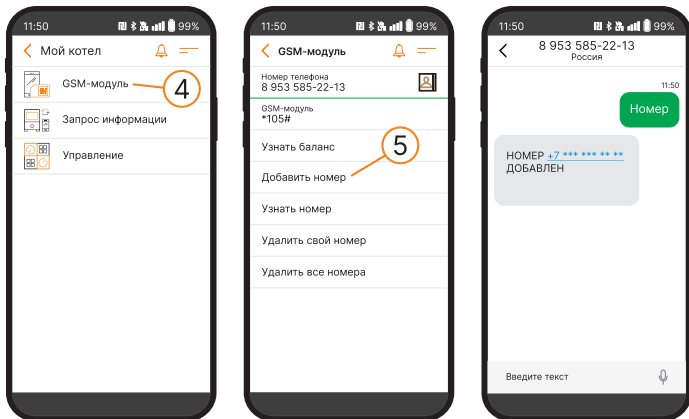 11:50 99%
Мой котел
GSM-модуль
4
Запрос информации
Управление
11:50 99%
GSM-модуль
Номер телефона
8 953 585-22-13
GSM-модуль
*105#
Узнать баланс
5
Добавить номер
Узнать номер
Удалить свой номер
Удалить все номера
11:50 99%
8 953 585-22-13
Россия
11:50
Номер
НОМЕР +7 *** *** ** **
ДОБАВЛЕН
Введите текст